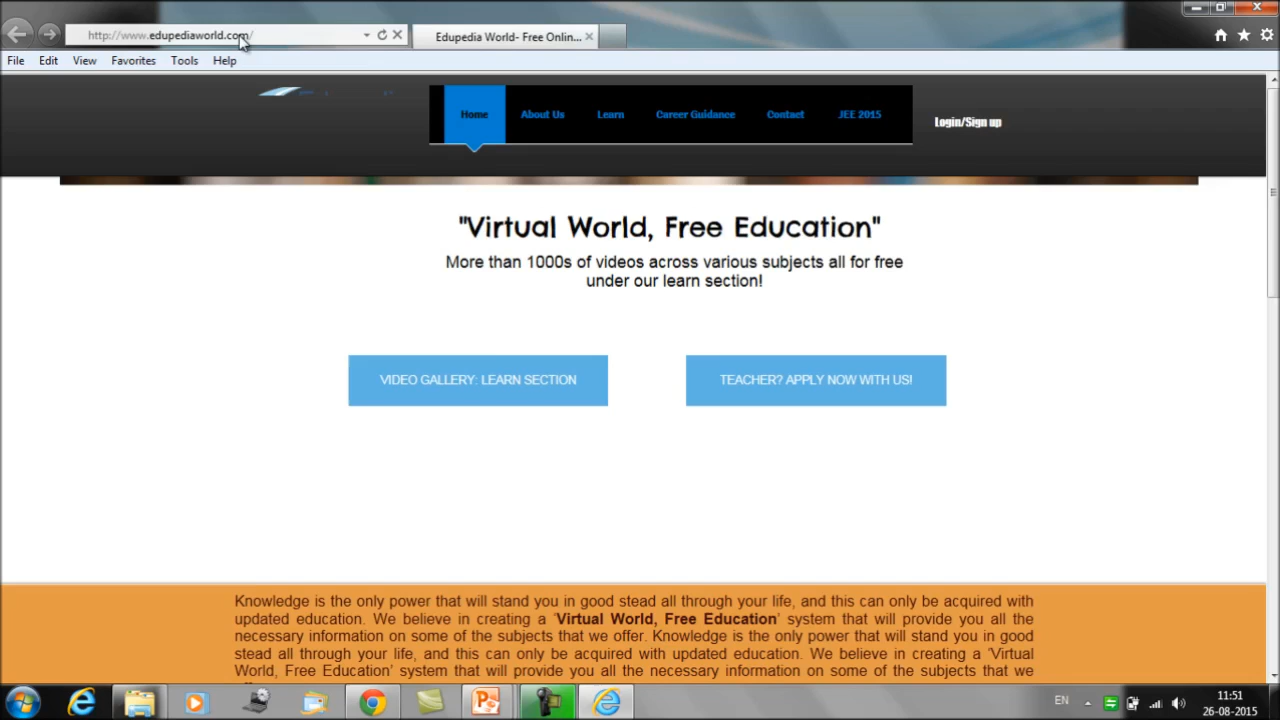 http://www.edupediaworld.com/
Edupedia World- Free Onlin...
File Edit View Favorites Tools Help
Home About Us Learn Career Guidance Contact JEE 2015
Login/Sign up
"Virtual World, Free Education"
More than 1000s of videos across various subjects all for free
under our learn section!
VIDEO GALLERY: LEARN SECTION
TEACHER? APPLY NOW WITH US!
Knowledge is the only power that will stand you in good stead all through your life, and this can only be acquired with
updated education. We believe in creating a ‘Virtual World, Free Education’ system that will provide you all the
necessary information on some of the subjects that we offer. Knowledge is the only power that will stand you in good
stead all through your life, and this can only be acquired with updated education. We believe in creating a ‘Virtual
World, Free Education’ system that will provide you all the necessary information on some of the subjects that we
EN
11:51
26-08-2015